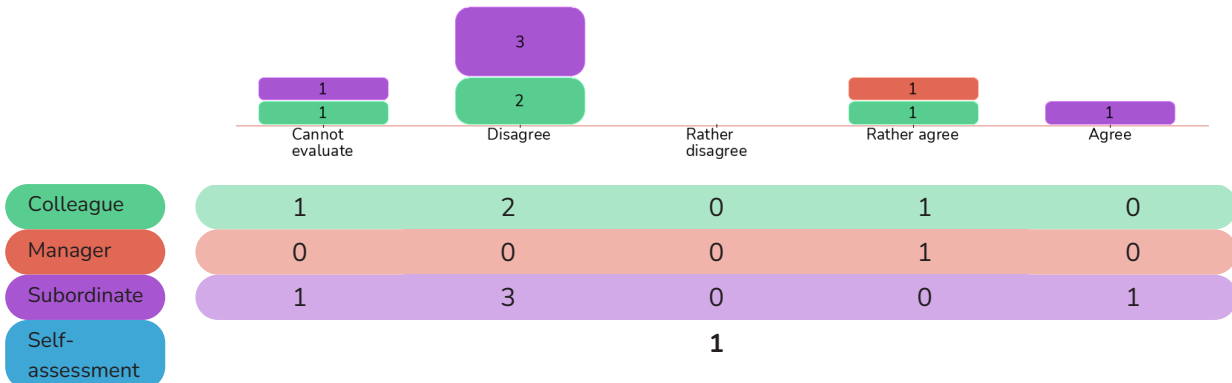 3
1
2
1
1
1
1
1
Cannot
evaluate
Disagree
Rather
disagree
Rather agree
Agree
Colleague 1 2 0 1 0
Manager 0 0 0 1 0
Subordinate 1 3 0 0 1
Self-
assessment
1